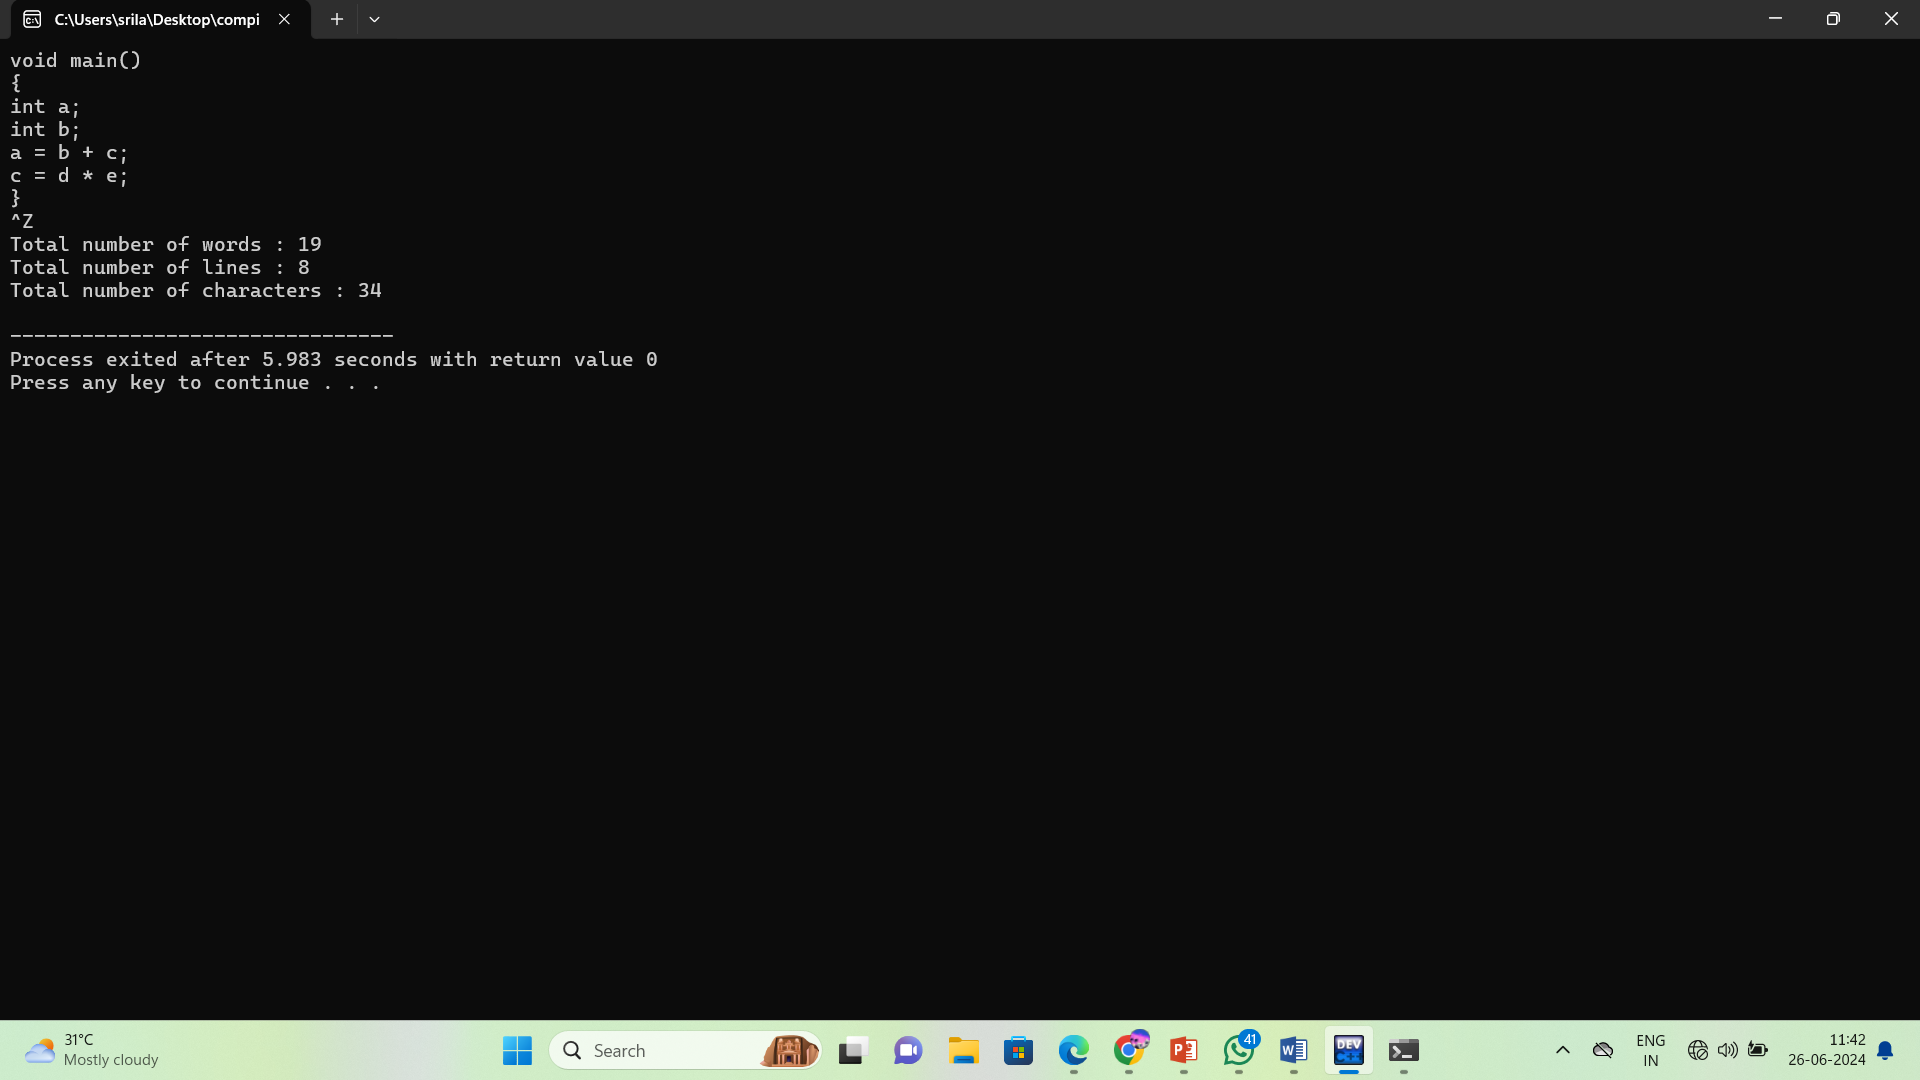 C:\Users\srila\Desktop\compi
void main()
{
int a;
int b;
a = b + c;
c = d * e;
}
^Z
Total number of words : 19
Total number of lines : 8
Total number of characters : 34
--------------------------------
Process exited after 5.983 seconds with return value 0
Press any key to continue . . .
31°C
Mostly cloudy
Search
41
DEV
C++
ENG
IN
11:42
26-06-2024